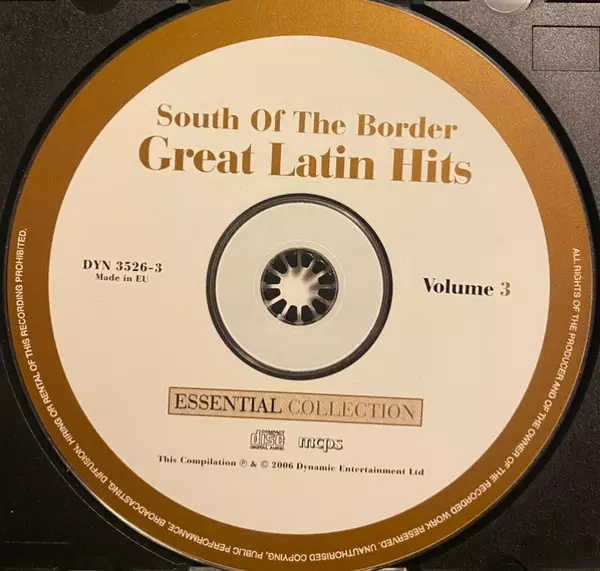 South Of The Border
Great Latin Hits
DYN 3526-3
Made in EU
Volume 3
ESSENTIAL COLLECTION
COMPACT
disc
DIGITAL AUDIO
mcps
This Compilation ℗ & © 2006 Dynamic Entertainment Ltd
ALL RIGHTS OF THE PRODUCER AND OF THE OWNER OF THE RECORDED WORK RESERVED. UNAUTHORISED COPYING, PUBLIC PERFORMANCE, BROADCASTING, DIFFUSION, HIRING OR RENTAL OF THIS RECORDING PROHIBITED.